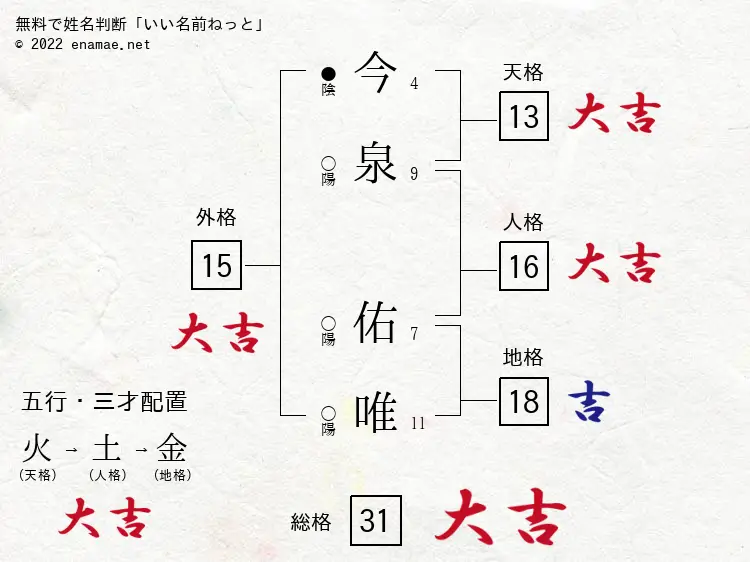 無料で姓名判断「いい名前ねっと」
© 2022 enamae.net
●陰 今 4
○陽 泉 9
○陽 佑 7
○陽 唯 11
天格
13 大吉
人格
16 大吉
地格
18 吉
外格
15
大吉
五行・三才配置
火 → 土 → 金
(天格) (人格) (地格)
大吉
総格 31 大吉